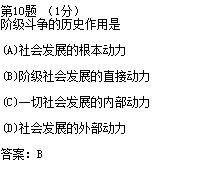 第10题 （1分）
阶级斗争的历史作用是
(A)社会发展的根本动力
(B)阶级社会发展的直接动力
(C)一切社会发展的内部动力
(D)社会发展的外部动力
答案：B